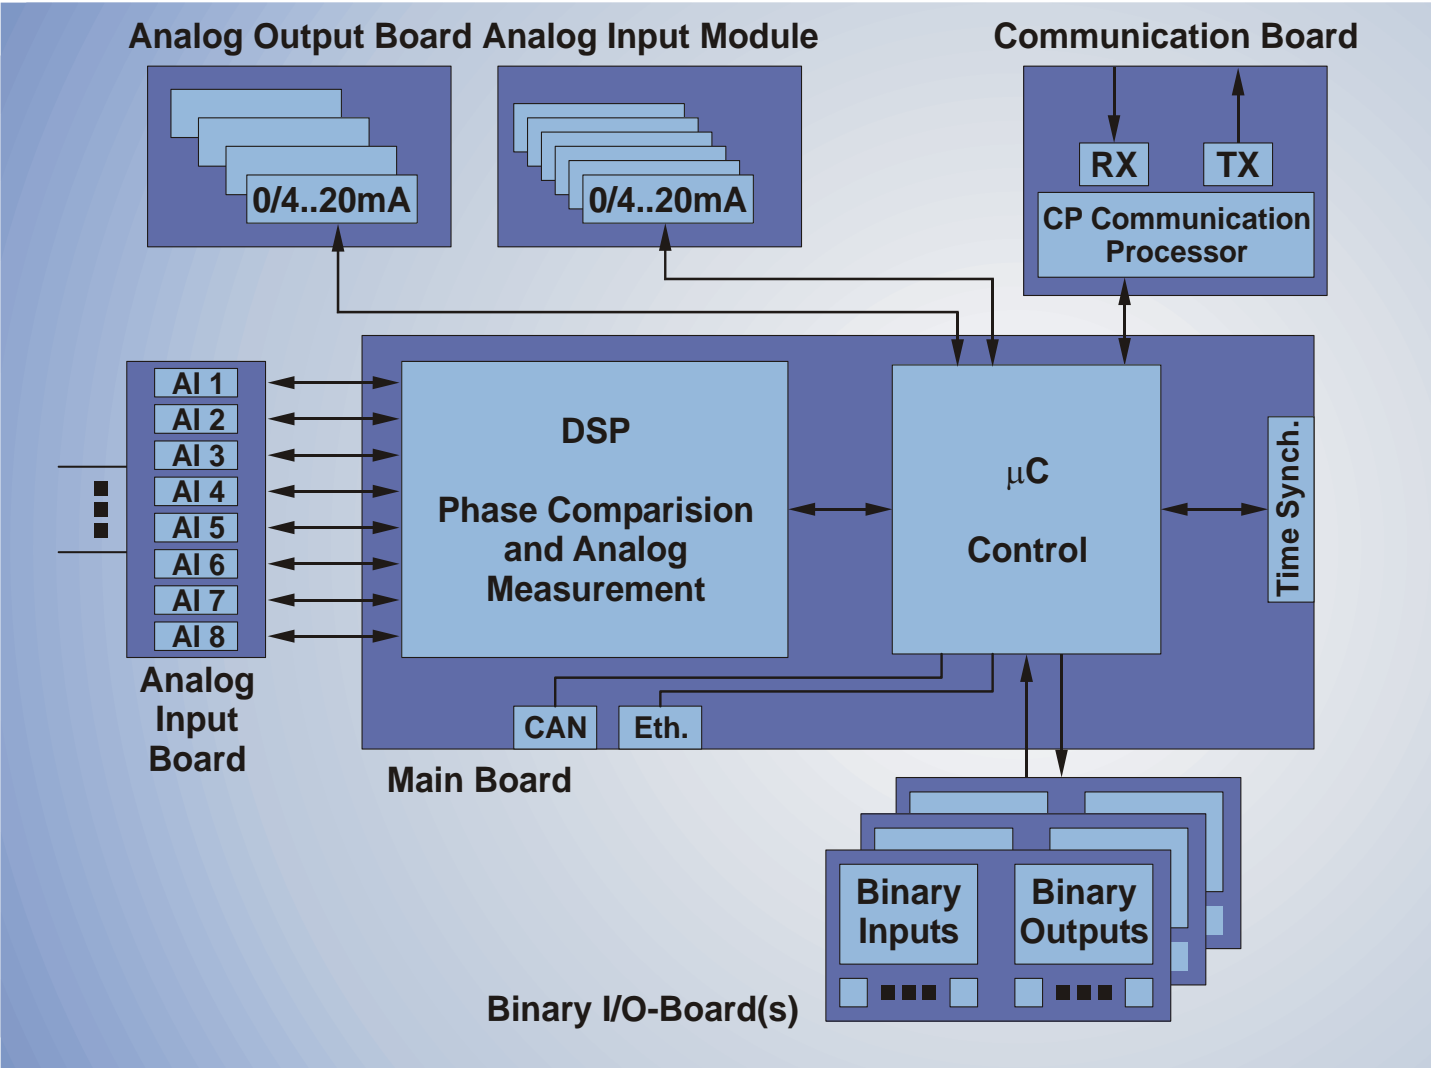 Analog Output Board
Analog Input Module
Communication Board
0/4..20mA
0/4..20mA
RX
TX
CP Communication
Processor
AI 1
AI 2
AI 3
AI 4
AI 5
AI 6
AI 7
AI 8
Analog
Input
Board
DSP
Phase Comparision
and Analog
Measurement
μC
Control
Time Synch.
CAN
Eth.
Main Board
Binary
Inputs
Binary
Outputs
Binary I/O-Board(s)